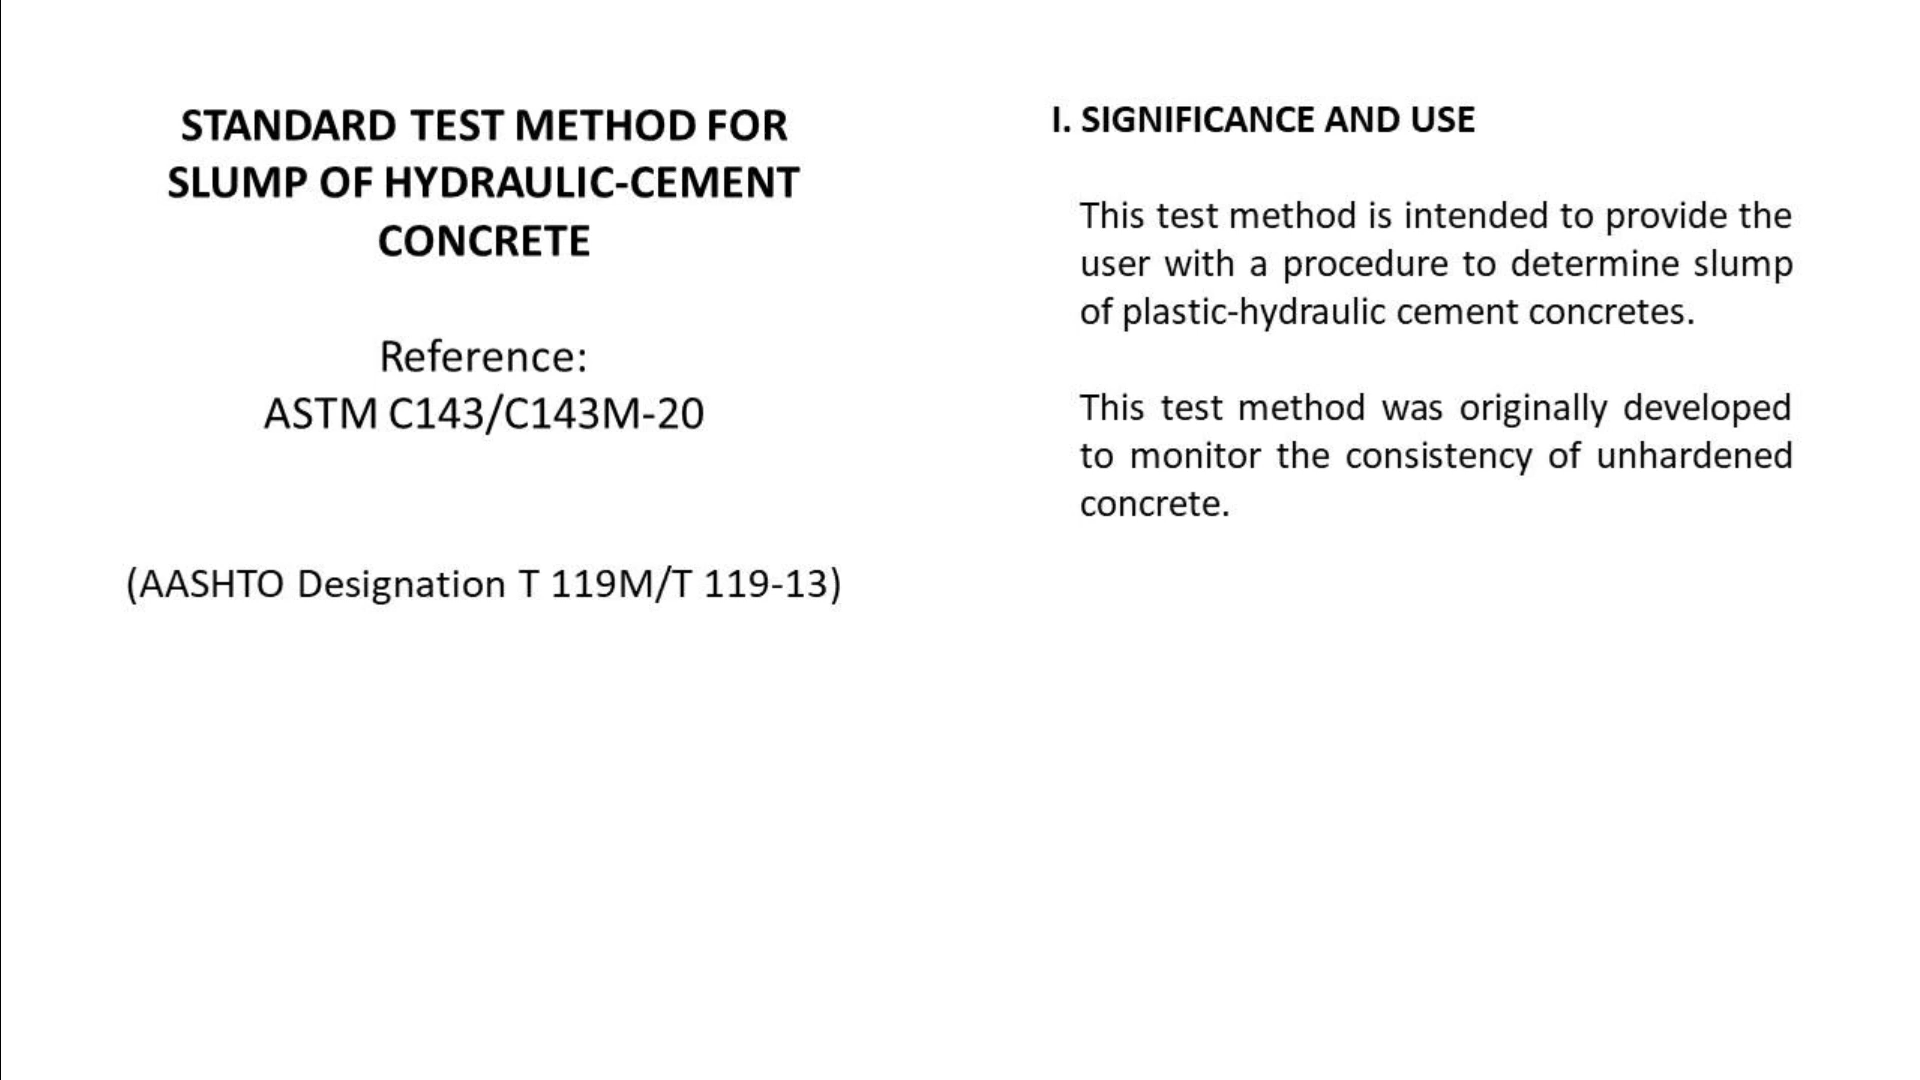 STANDARD TEST METHOD FOR
SLUMP OF HYDRAULIC-CEMENT
CONCRETE
Reference:
ASTM C143/C143M-20
(AASHTO Designation T 119M/T 119-13)
I. SIGNIFICANCE AND USE
This test method is intended to provide the
user with a procedure to determine slump
of plastic-hydraulic cement concretes.
This test method was originally developed
to monitor the consistency of unhardened
concrete.